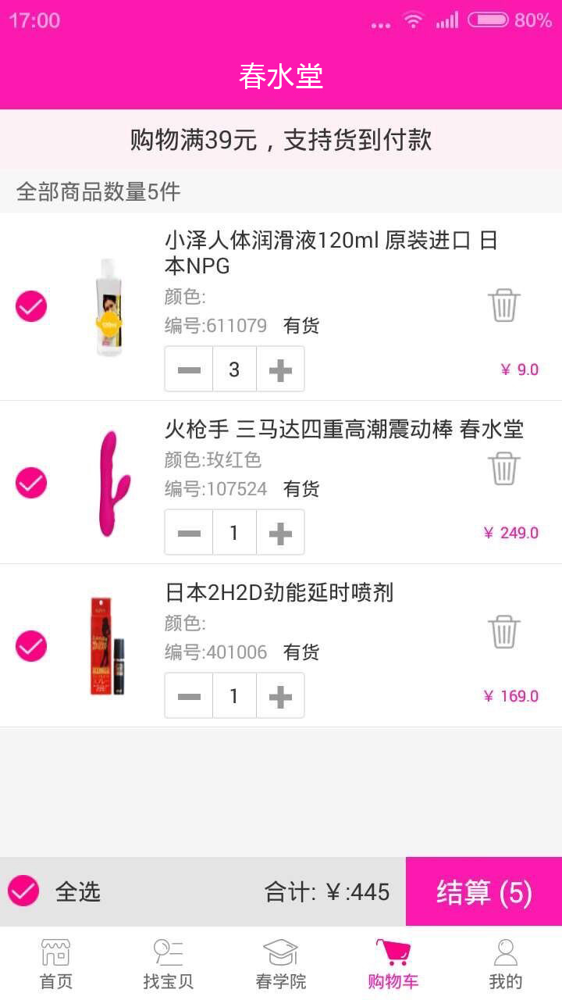 17:00
80%
春水堂
购物满39元，支持货到付款
全部商品数量5件
小泽人体润滑液120ml 原装进口 日
本NPG
颜色:
编号:611079 有货
3
￥ 9.0
火枪手 三马达四重高潮震动棒 春水堂
颜色:玫红色
编号:107524 有货
1
￥ 249.0
日本2H2D劲能延时喷剂
颜色:
编号:401006 有货
1
￥ 169.0
全选
合计: ￥:445
结算 (5)
首页
找宝贝
春学院
购物车
我的